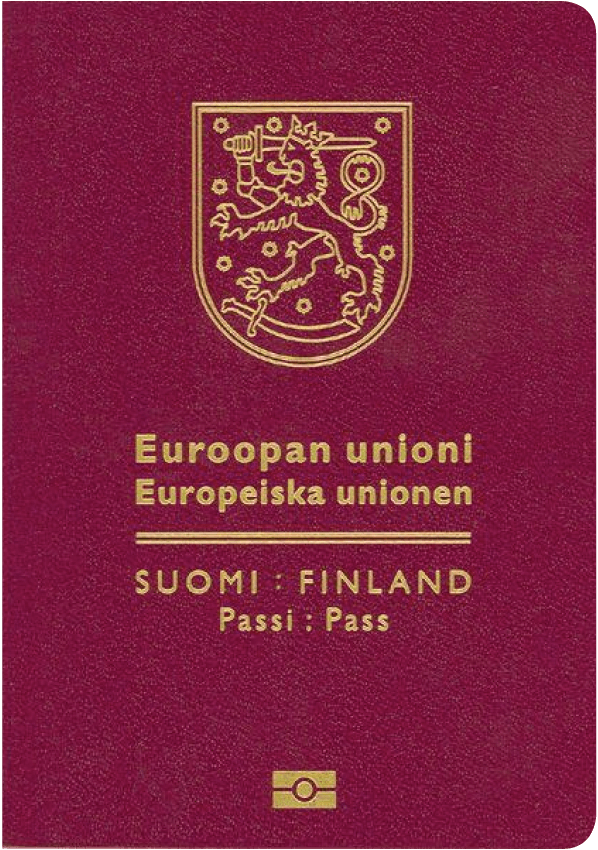 Euroopan unioni
Europeiska unionen
SUOMI : FINLAND
Passi : Pass